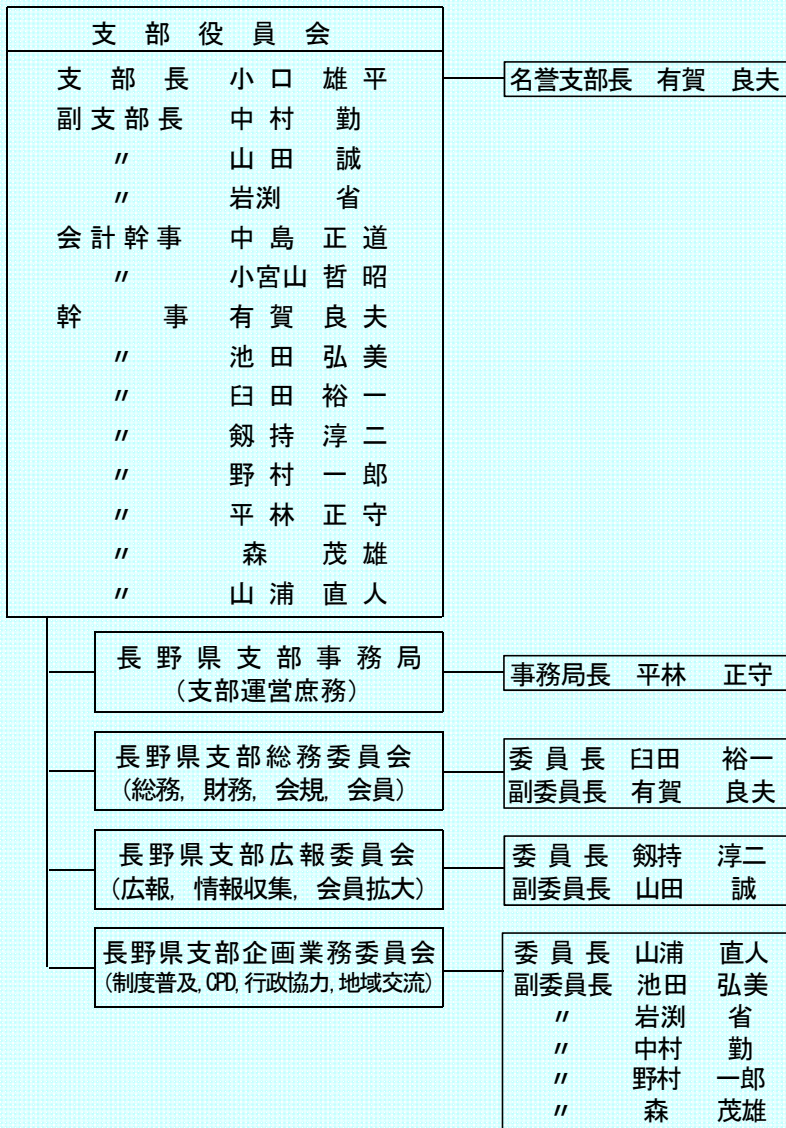 支部役員会
支部長 小口 雄平
名誉支部長 有賀 良夫
副支部長 中村 勤
〃 山田 誠
〃 岩渕 省
会計幹事 中島 正道
〃 小宮山 哲昭
幹事 有賀 良夫
〃 池田 弘美
〃 臼田 裕一
〃 剱持 淳二
〃 野村 一郎
〃 平林 正守
〃 森 茂雄
〃 山浦 直人
長野県支部事務局
(支部運営庶務)
事務局長 平林 正守
長野県支部総務委員会
(総務, 財務, 会規, 会員)
委員長 臼田 裕一
副委員長 有賀 良夫
長野県支部広報委員会
(広報, 情報収集, 会員拡大)
委員長 剱持 淳二
副委員長 山田 誠
長野県支部企画業務委員会
(制度普及, CPD, 行政協力, 地域交流)
委員長 山浦 直人
副委員長 池田 弘美
〃 岩渕 省
〃 中村 勤
〃 野村 一郎
〃 森 茂雄